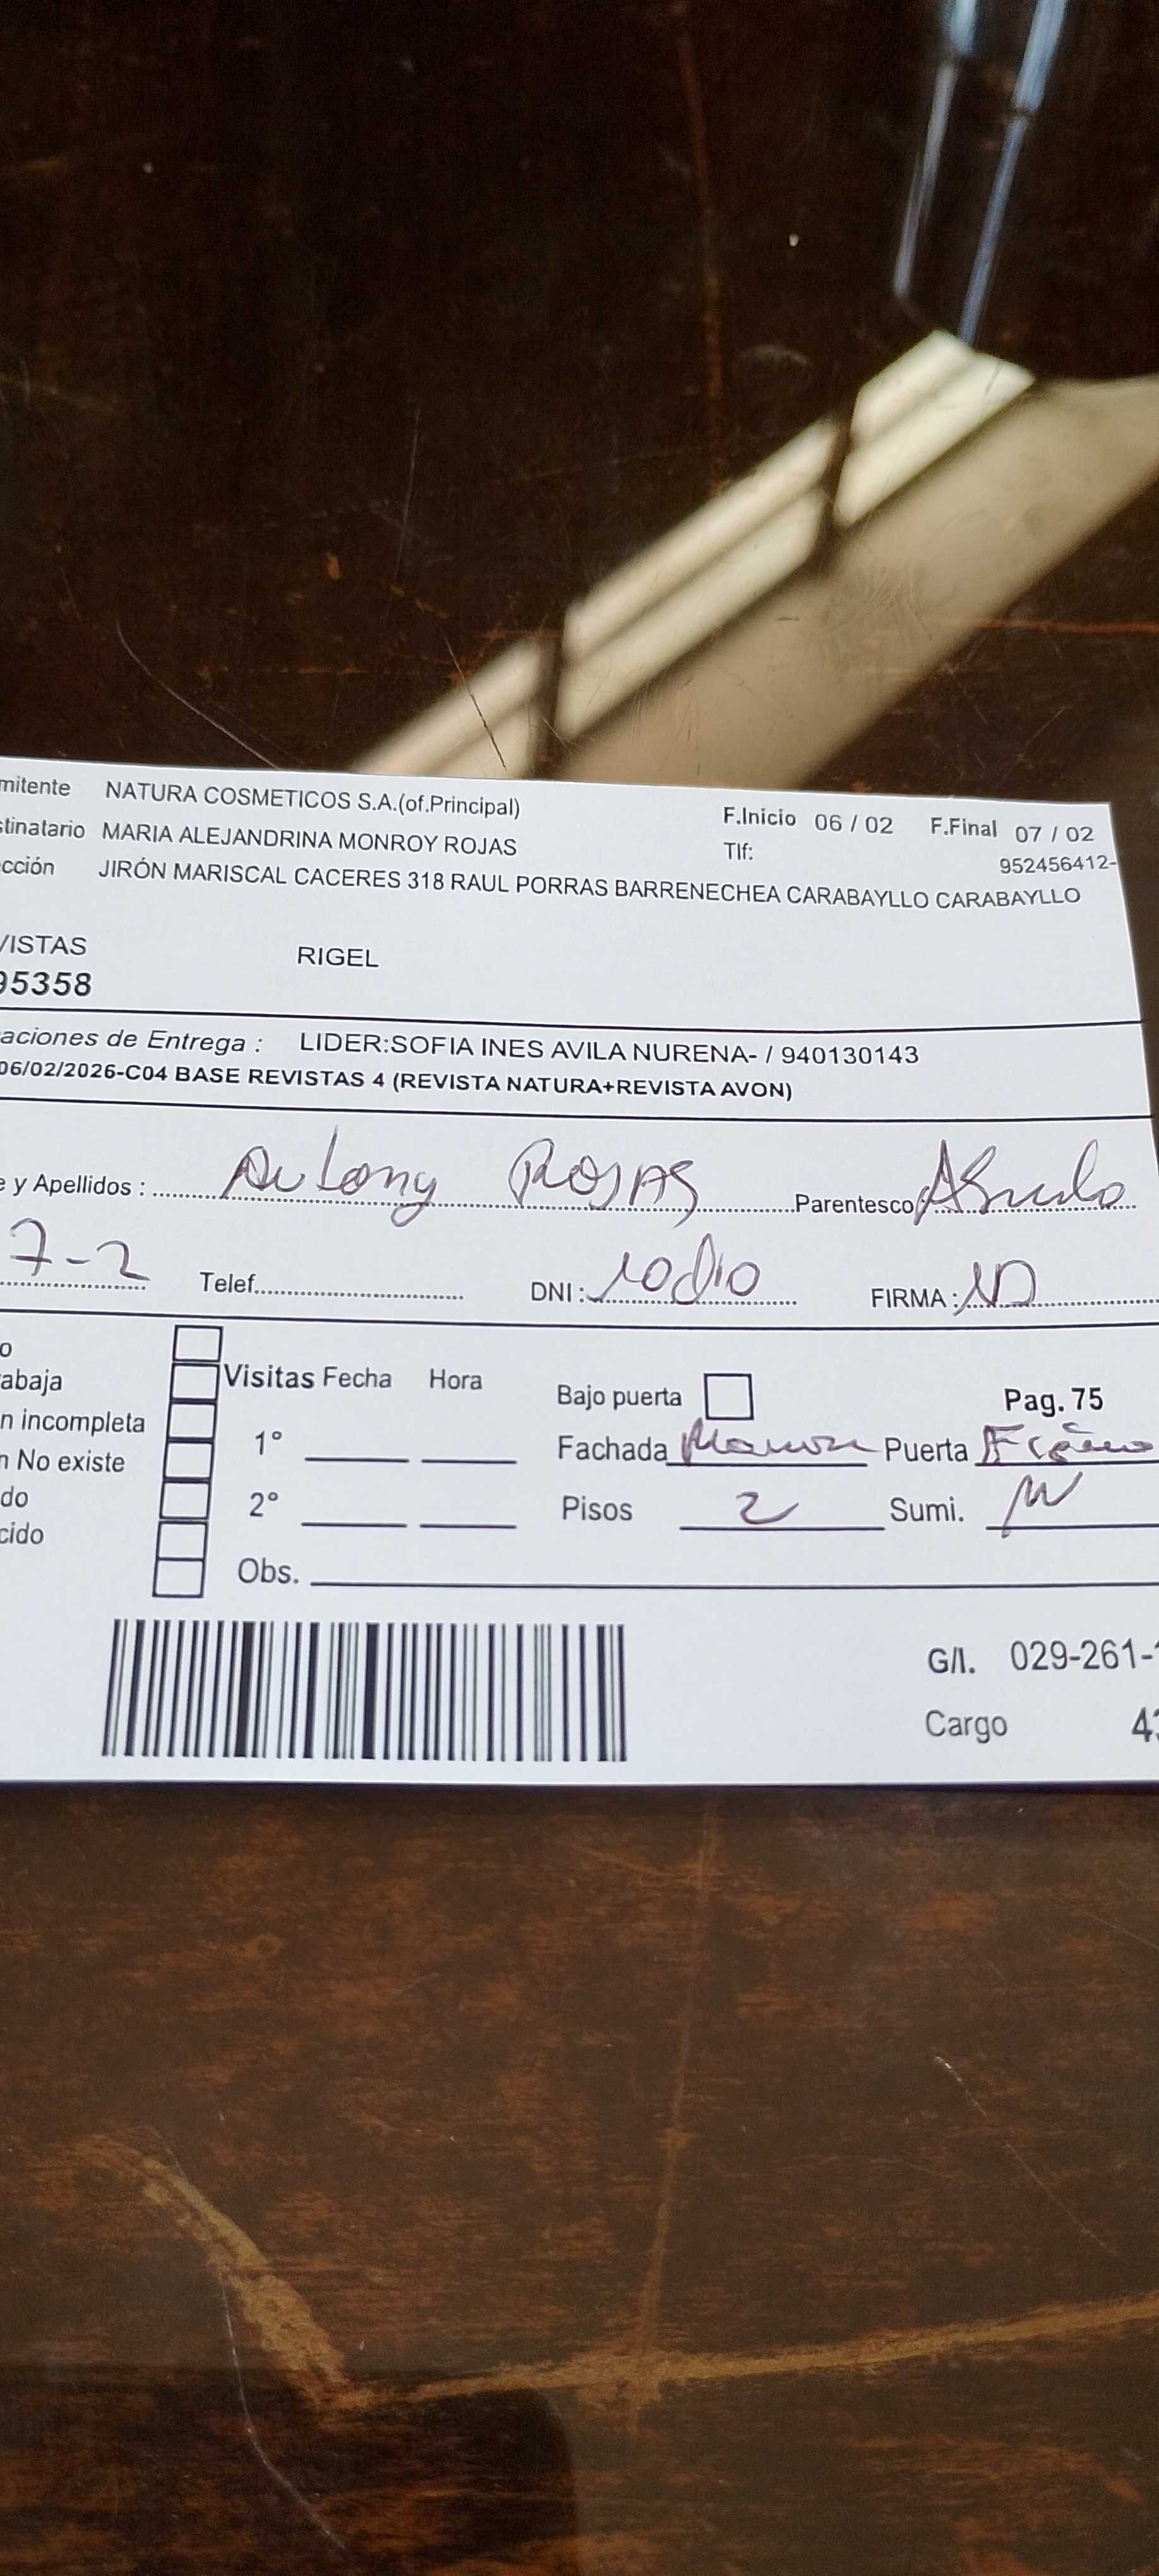 mitente NATURA COSMETICOS S.A.(of.Principal) F.Inicio 06 / 02 F.Final 07 / 02
stinatario MARIA ALEJANDRINA MONROY ROJAS Tlf: 952456412-
cción JIRÓN MARISCAL CACERES 318 RAUL PORRAS BARRENECHEA CARABAYLLO CARABAYLLO
VISTAS RIGEL
95358
aciones de Entrega : LIDER:SOFIA INES AVILA NURENA- / 940130143
06/02/2026-C04 BASE REVISTAS 4 (REVISTA NATURA+REVISTA AVON)
e y Apellidos : Antony Rojas Parentesco
7-2 Telef. DNI : FIRMA :
o
abaja Visitas Fecha Hora Bajo puerta Pag. 75
n incompleta 1° Fachada Puerta
n No existe
do 2° Pisos 2 Sumi.
cido
Obs.
G/I. 029-261-
Cargo 43